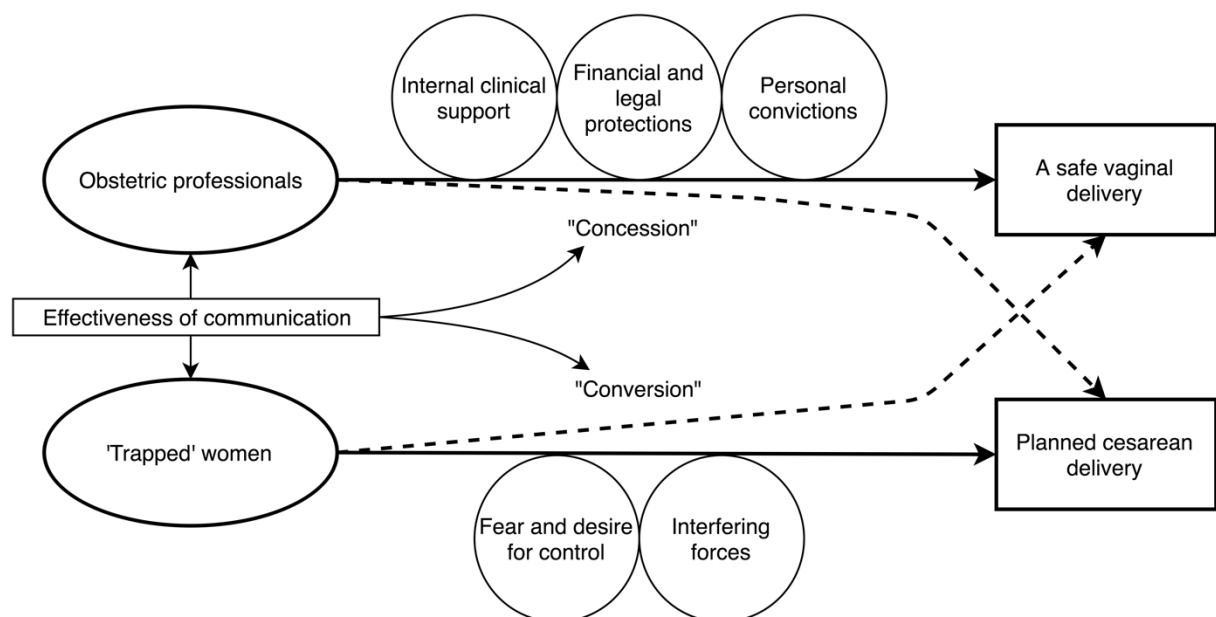 Internal clinical
support
Financial and
legal
protections
Personal
convictions
Obstetric professionals
A safe vaginal
delivery
"Concession"
Effectiveness of communication
"Conversion"
'Trapped' women
Planned cesarean
delivery
Fear and desire
for control
Interfering
forces